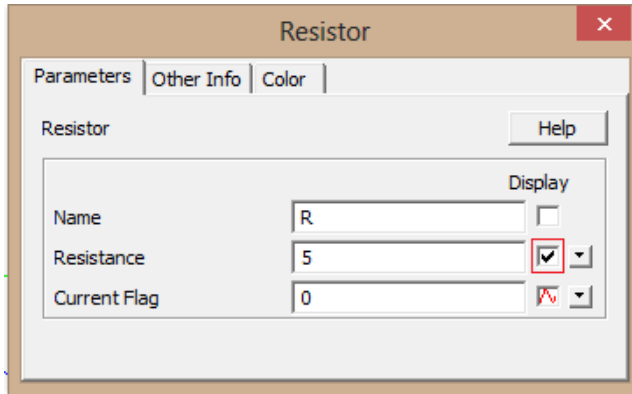 Resistor
Parameters Other Info Color
Resistor Help
Display
Name R
Resistance 5
Current Flag 0